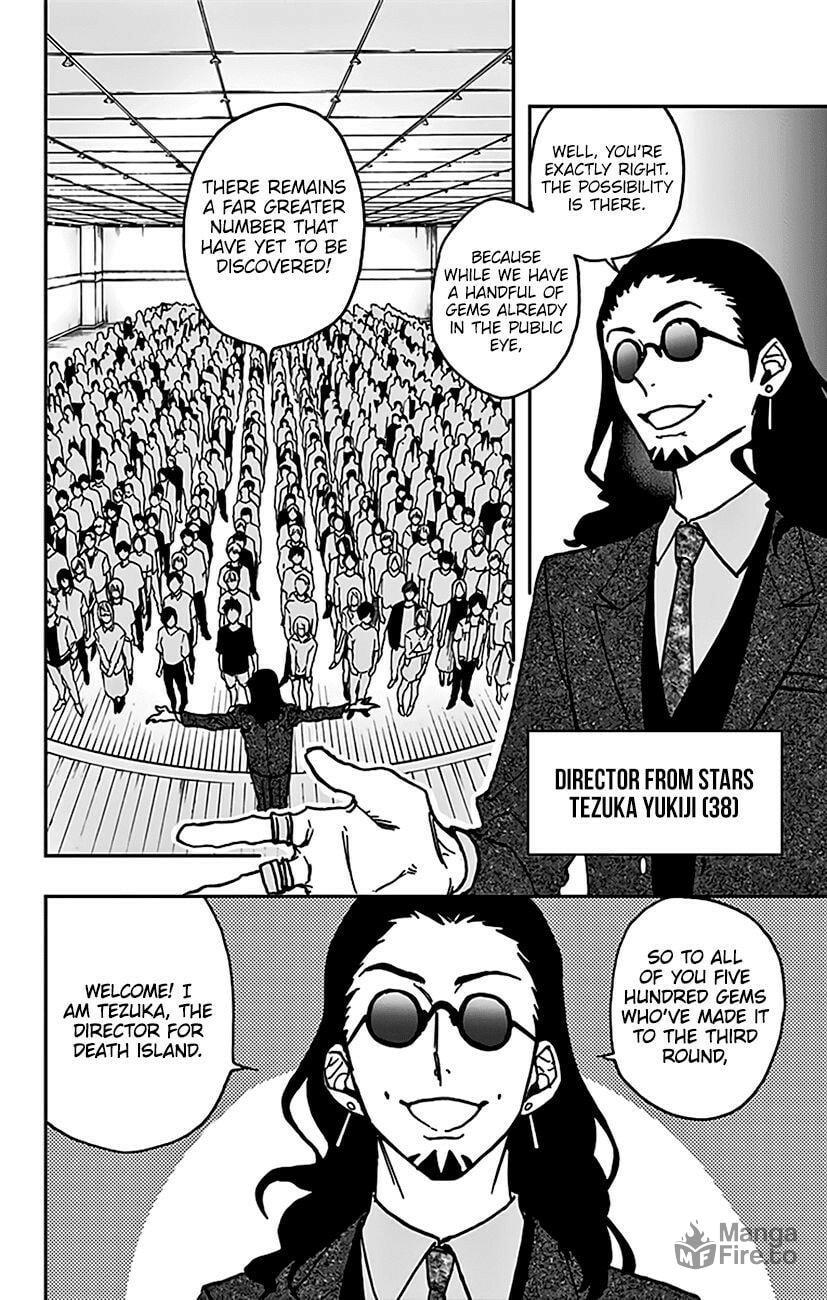 WELL, YOU'RE
EXACTLY RIGHT.
THE POSSIBILITY
IS THERE.
BECAUSE
WHILE WE HAVE
A HANDFUL OF
GEMS ALREADY
IN THE PUBLIC
EYE,
THERE REMAINS
A FAR GREATER
NUMBER THAT
HAVE YET TO BE
DISCOVERED!
DIRECTOR FROM STARS
TEZUKA YUKIJI (38)
SO TO ALL
OF YOU FIVE
HUNDRED GEMS
WHO'VE MADE IT
TO THE THIRD
ROUND,
WELCOME! I
AM TEZUKA, THE
DIRECTOR FOR
DEATH ISLAND.
MF
Manga
Fire.to